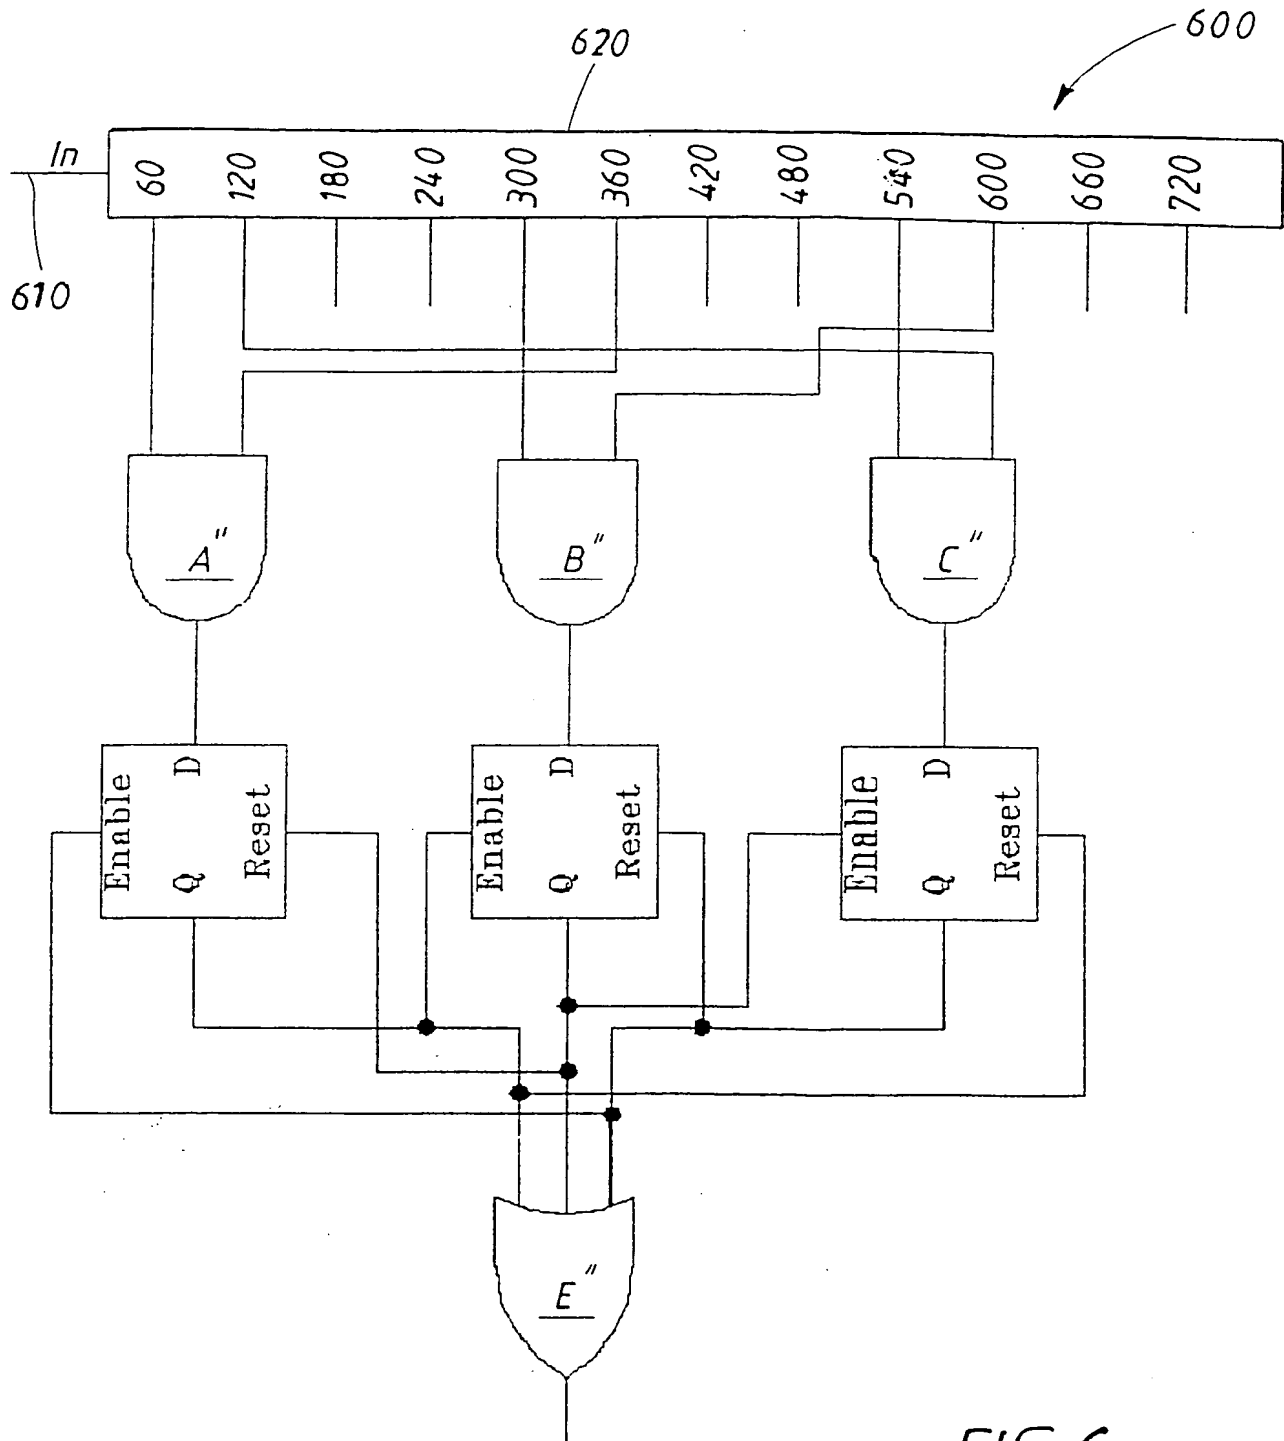 600
620
In
60 120 180 240 300 360 420 480 540 600 660 720
610
A" B" C"
Enable D Q Reset Enable D Q Reset Enable D Q Reset
E"